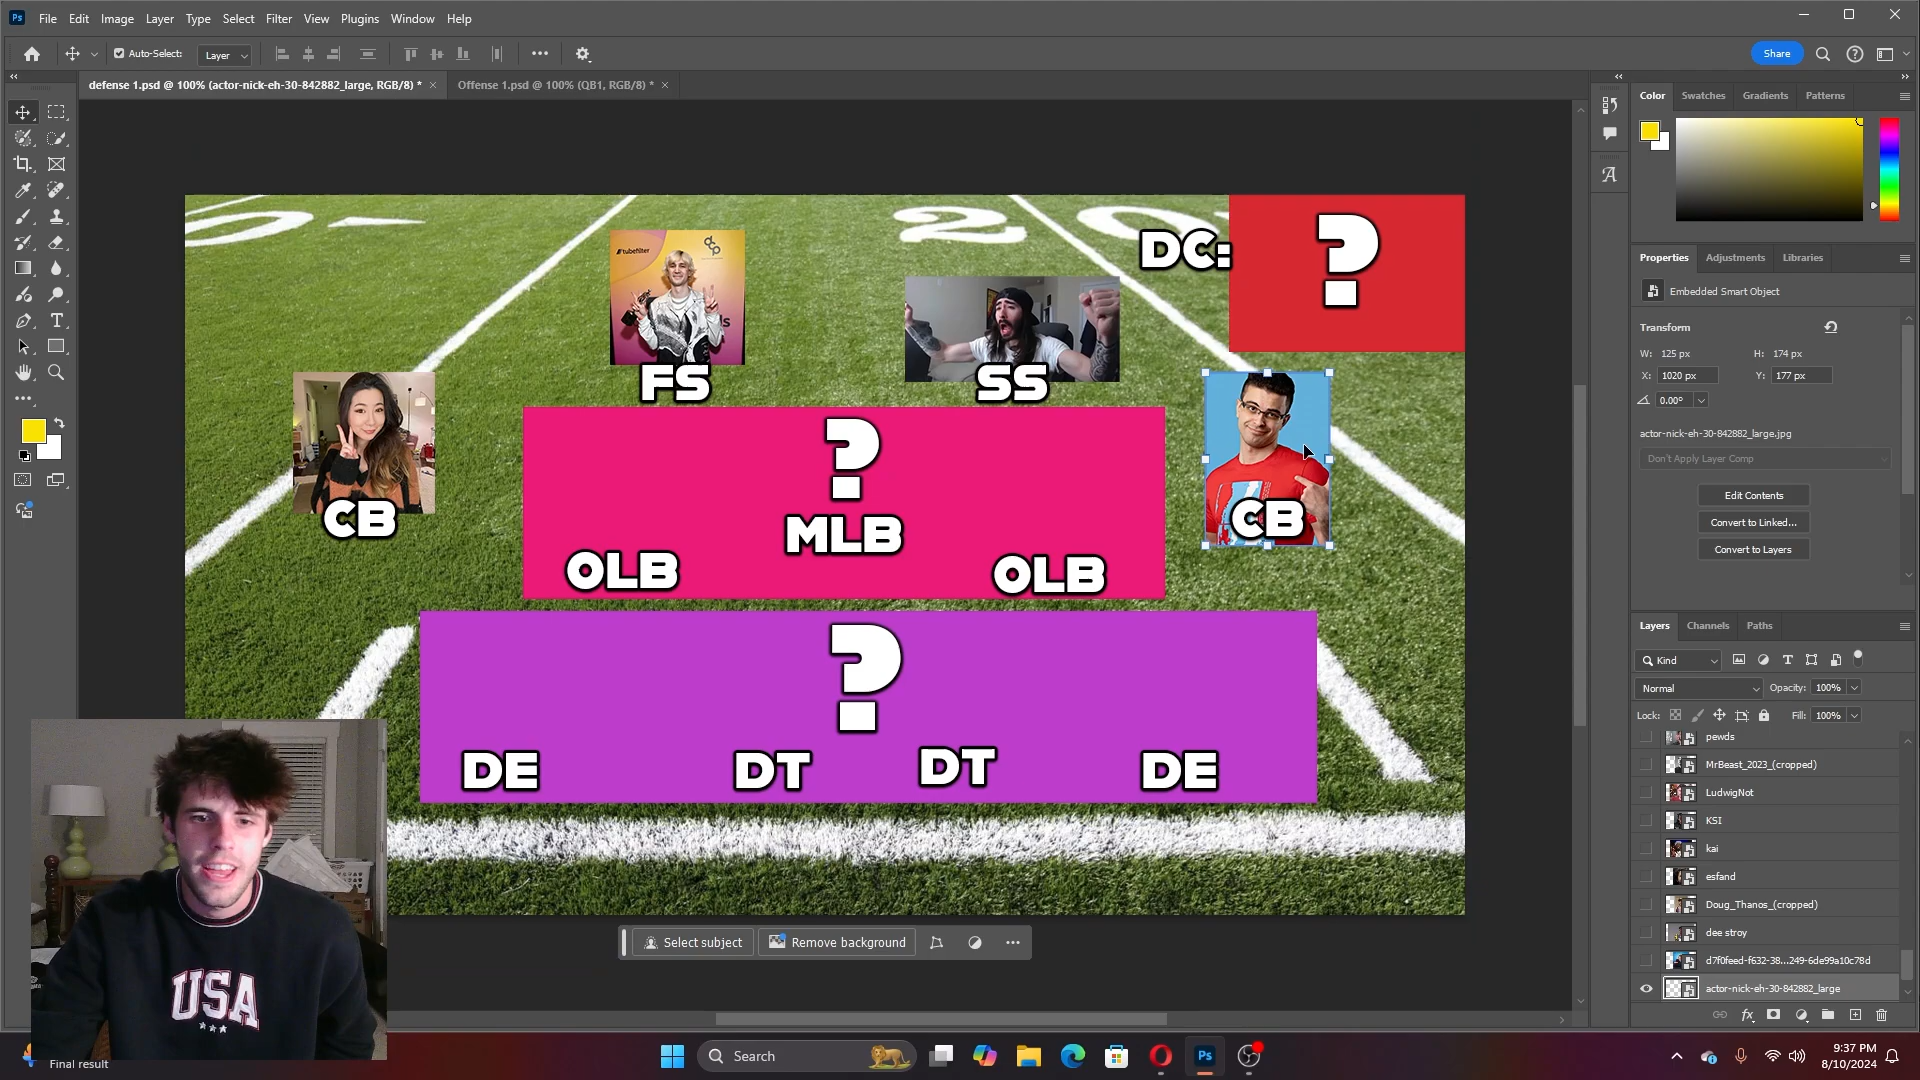 File Edit Image Layer Type Select Filter View Plugins Window Help
Auto-Select: Layer
Share
defense 1.psd @ 100% (actor-nick-eh-30-842882_large, RGB/8) * Offense 1.psd @ 100% (QB1, RGB/8) *
Color Swatches Gradients Patterns
Properties Adjustments Libraries
Embedded Smart Object
Transform
W: 125 px H: 174 px
X: 1020 px Y: 177 px
0.00°
actor-nick-eh-30-842882_large.jpg
Don't Apply Layer Comp
Edit Contents
Convert to Linked...
Convert to Layers
Layers Channels Paths
Kind
Normal Opacity: 100%
Lock: Fill: 100%
pewds
MrBeast_2023_(cropped)
LudwigNot
KSI
kai
esfand
Doug_Thanos_(cropped)
dee stroy
d7f0feed-f632-38...249-6de99a10c78d
actor-nick-eh-30-842882_large
2 0
DC: ?
tubefilter
FS SS
CB CB
?
MLB
OLB OLB
?
DE DT DT DE
USA
Select subject Remove background
Final result
Search
9:37 PM
8/10/2024